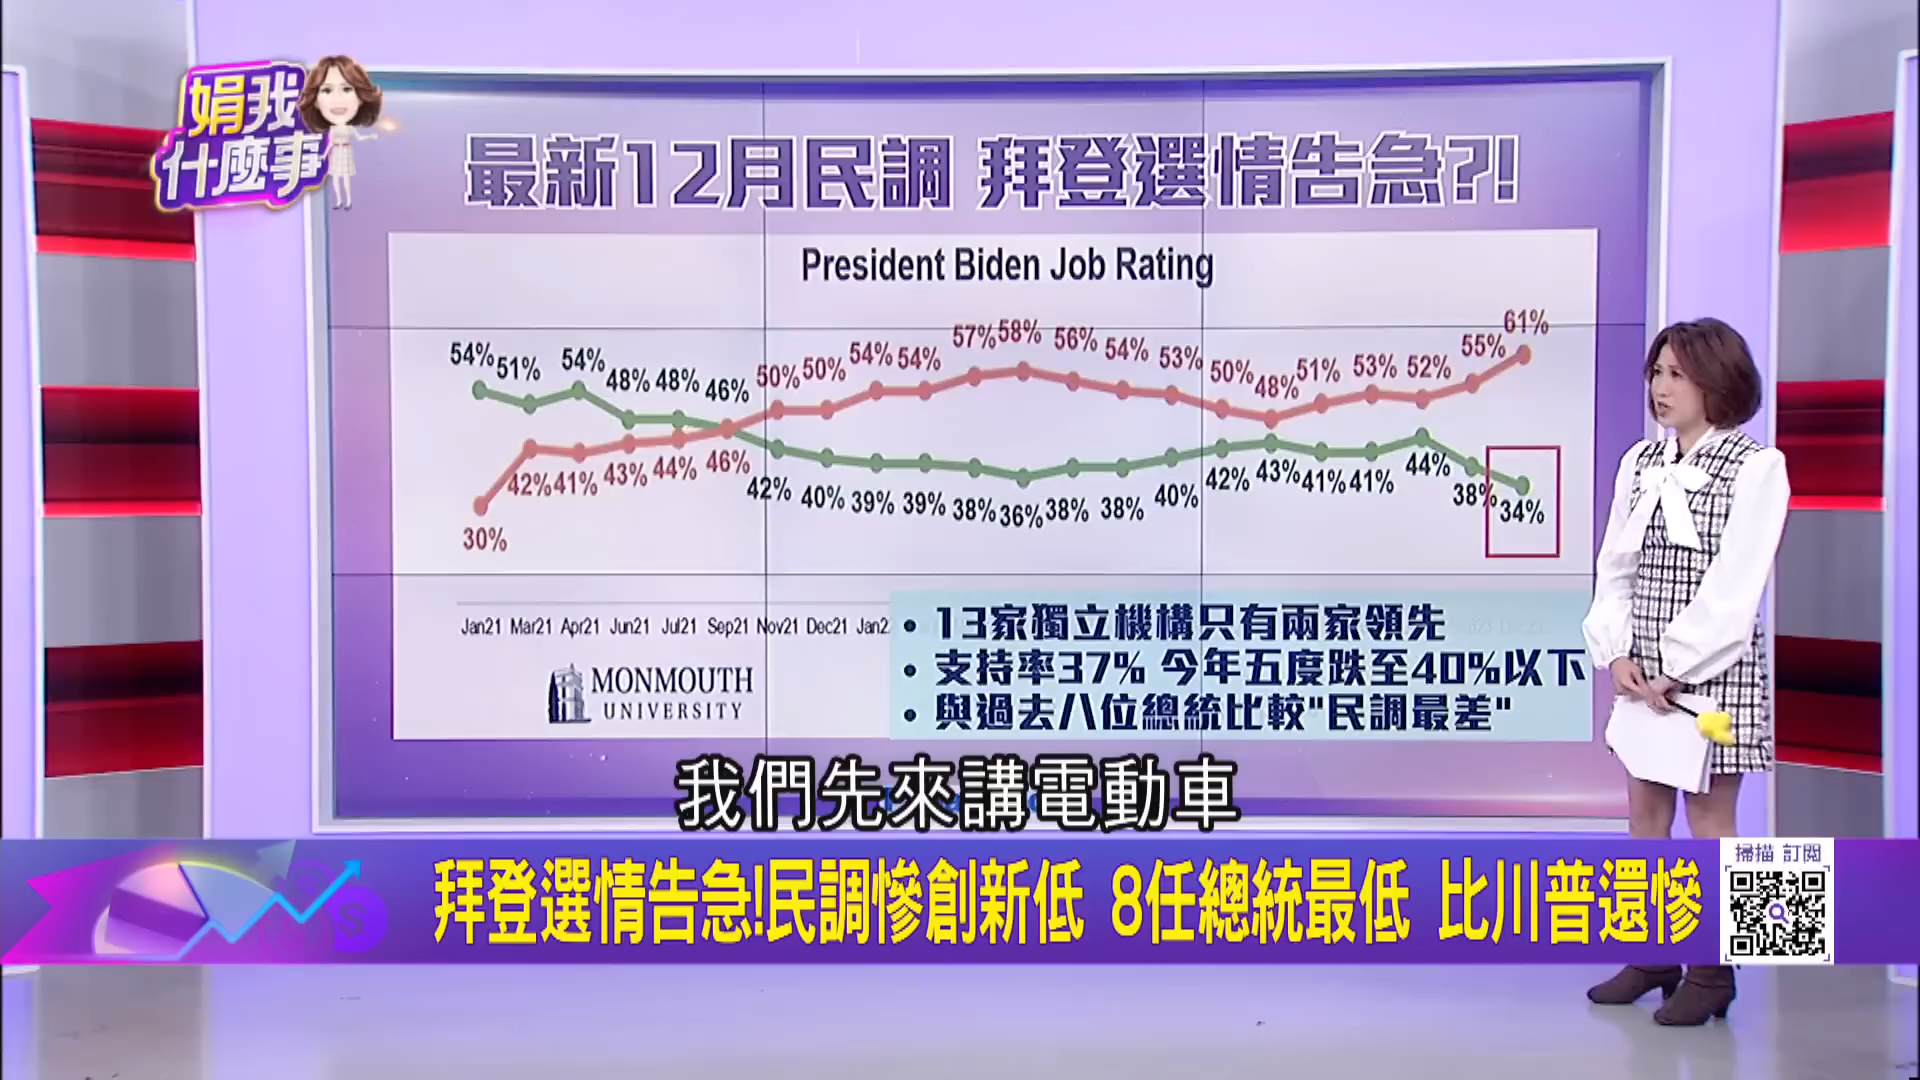 娟我
什麼事
最新12月民調 拜登選情告急?!
President Biden Job Rating
54% 51% 54% 48% 48% 46% 50% 50% 54% 54% 57% 58% 56% 54% 53% 50% 48% 51% 53% 52% 55% 61%
30% 42% 41% 43% 44% 46% 42% 40% 39% 39% 38% 36% 38% 38% 40% 42% 43% 41% 41% 44% 38% 34%
Jan21 Mar21 Apr21 Jun21 Jul21 Sep21 Nov21 Dec21 Jan2
MONMOUTH
UNIVERSITY
• 13家獨立機構只有兩家領先
• 支持率37% 今年五度跌至40%以下
• 與過去八位總統比較"民調最差"
我們先來講電動車
拜登選情告急!民調慘創新低 8任總統最低 比川普還慘
掃描 訂閱